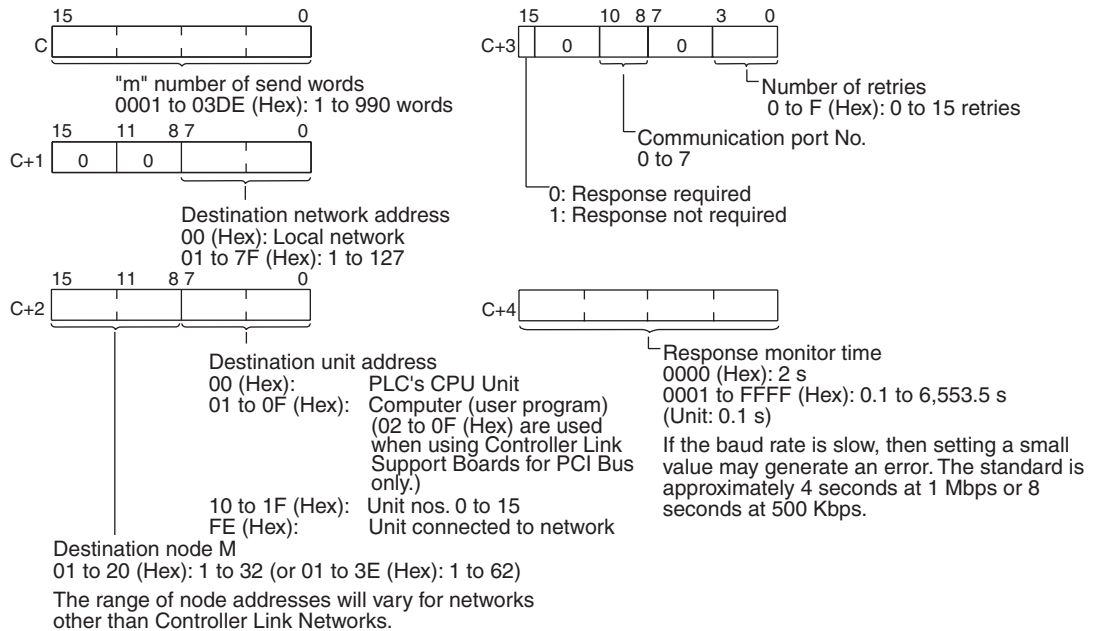 15 0
C
"m" number of send words
0001 to 03DE (Hex): 1 to 990 words
15 11 8 7 0
C+1 0 0
Destination network address
00 (Hex): Local network
01 to 7F (Hex): 1 to 127
15 11 8 7 0
C+2
Destination unit address
00 (Hex): PLC's CPU Unit
01 to 0F (Hex): Computer (user program)
(02 to 0F (Hex) are used
when using Controller Link
Support Boards for PCI Bus
only.)
10 to 1F (Hex): Unit nos. 0 to 15
FE (Hex): Unit connected to network
Destination node M
01 to 20 (Hex): 1 to 32 (or 01 to 3E (Hex): 1 to 62)
The range of node addresses will vary for networks
other than Controller Link Networks.
15 10 8 7 3 0
C+3 0 0
Number of retries
0 to F (Hex): 0 to 15 retries
Communication port No.
0 to 7
0: Response required
1: Response not required
C+4
Response monitor time
0000 (Hex): 2 s
0001 to FFFF (Hex): 0.1 to 6,553.5 s
(Unit: 0.1 s)
If the baud rate is slow, then setting a small
value may generate an error. The standard is
approximately 4 seconds at 1 Mbps or 8
seconds at 500 Kbps.